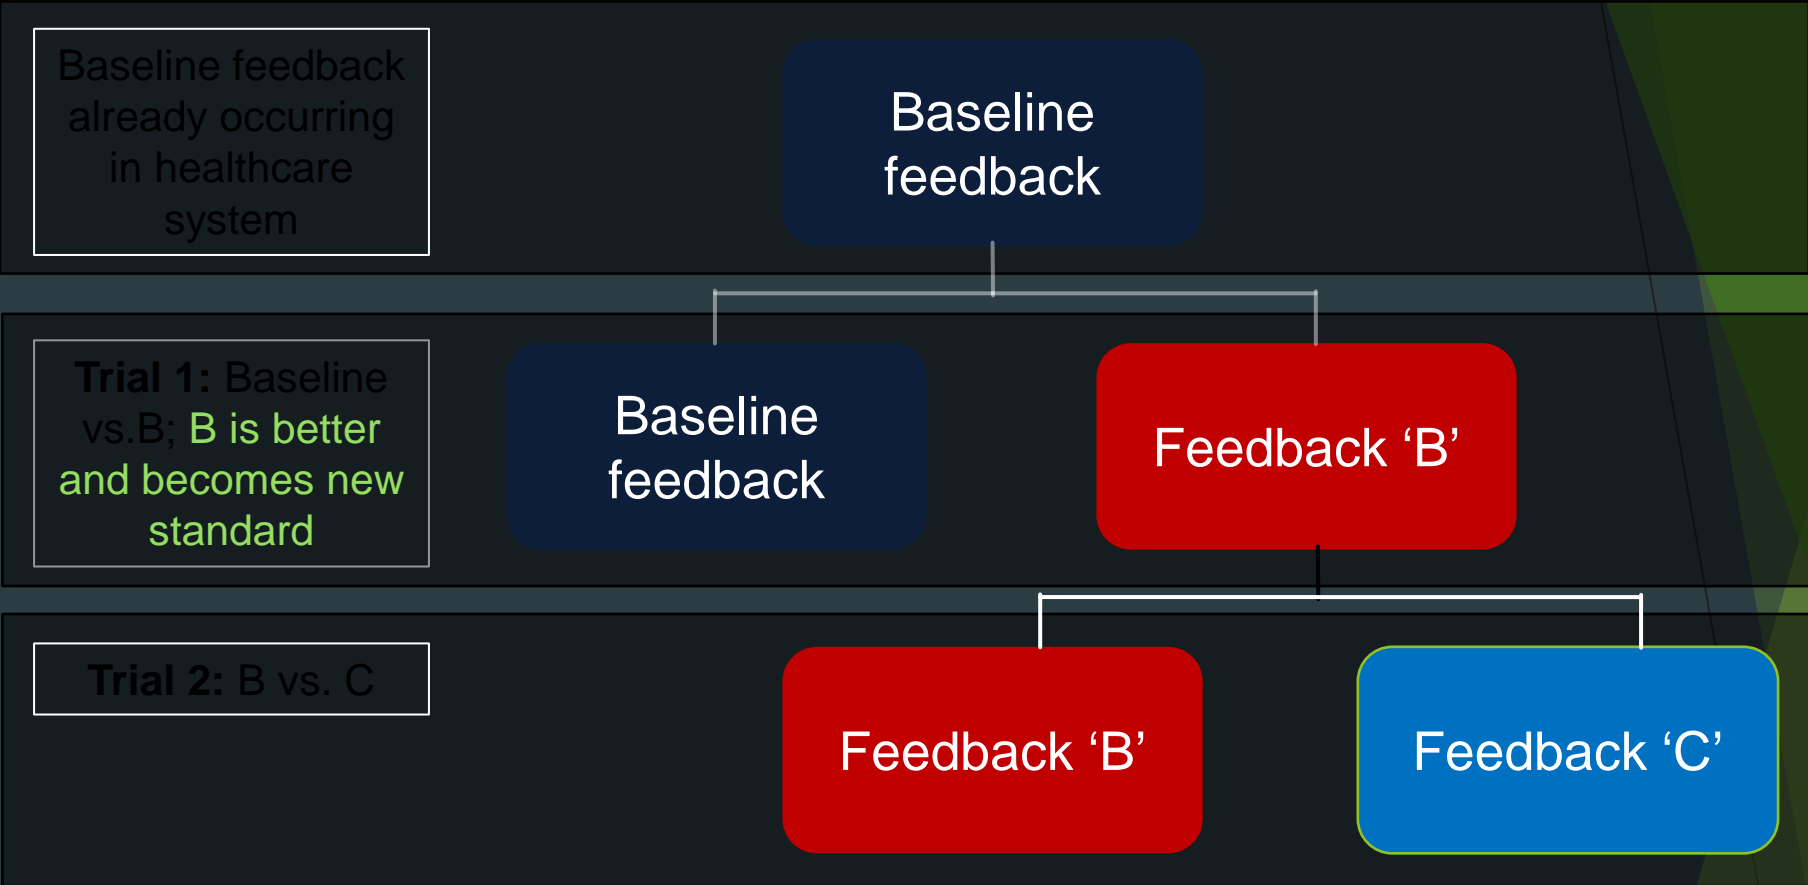 Baseline feedback
already occurring
in healthcare
system
Baseline
feedback
Trial 1: Baseline
vs.B; B is better
and becomes new
standard
Baseline
feedback
Feedback ‘B’
Trial 2: B vs. C
Feedback ‘B’
Feedback ‘C’